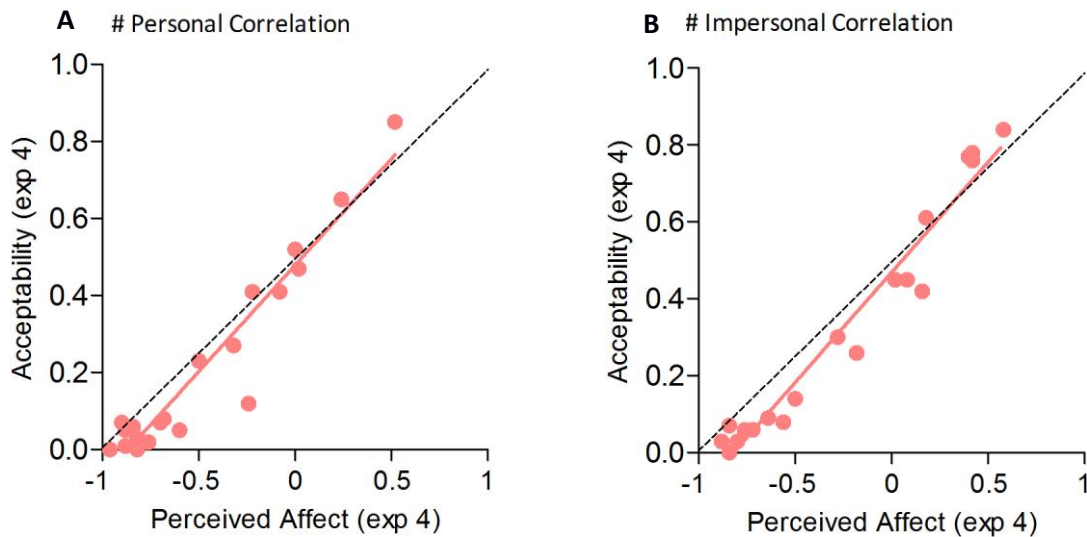 A # Personal Correlation
1.0
0.8
0.6
0.4
0.2
0.0
Acceptability (exp 4)
-1 -0.5 0 0.5 1
Perceived Affect (exp 4)
B # Impersonal Correlation
1.0
0.8
0.6
0.4
0.2
0.0
Acceptability (exp 4)
-1 -0.5 0 0.5 1
Perceived Affect (exp 4)